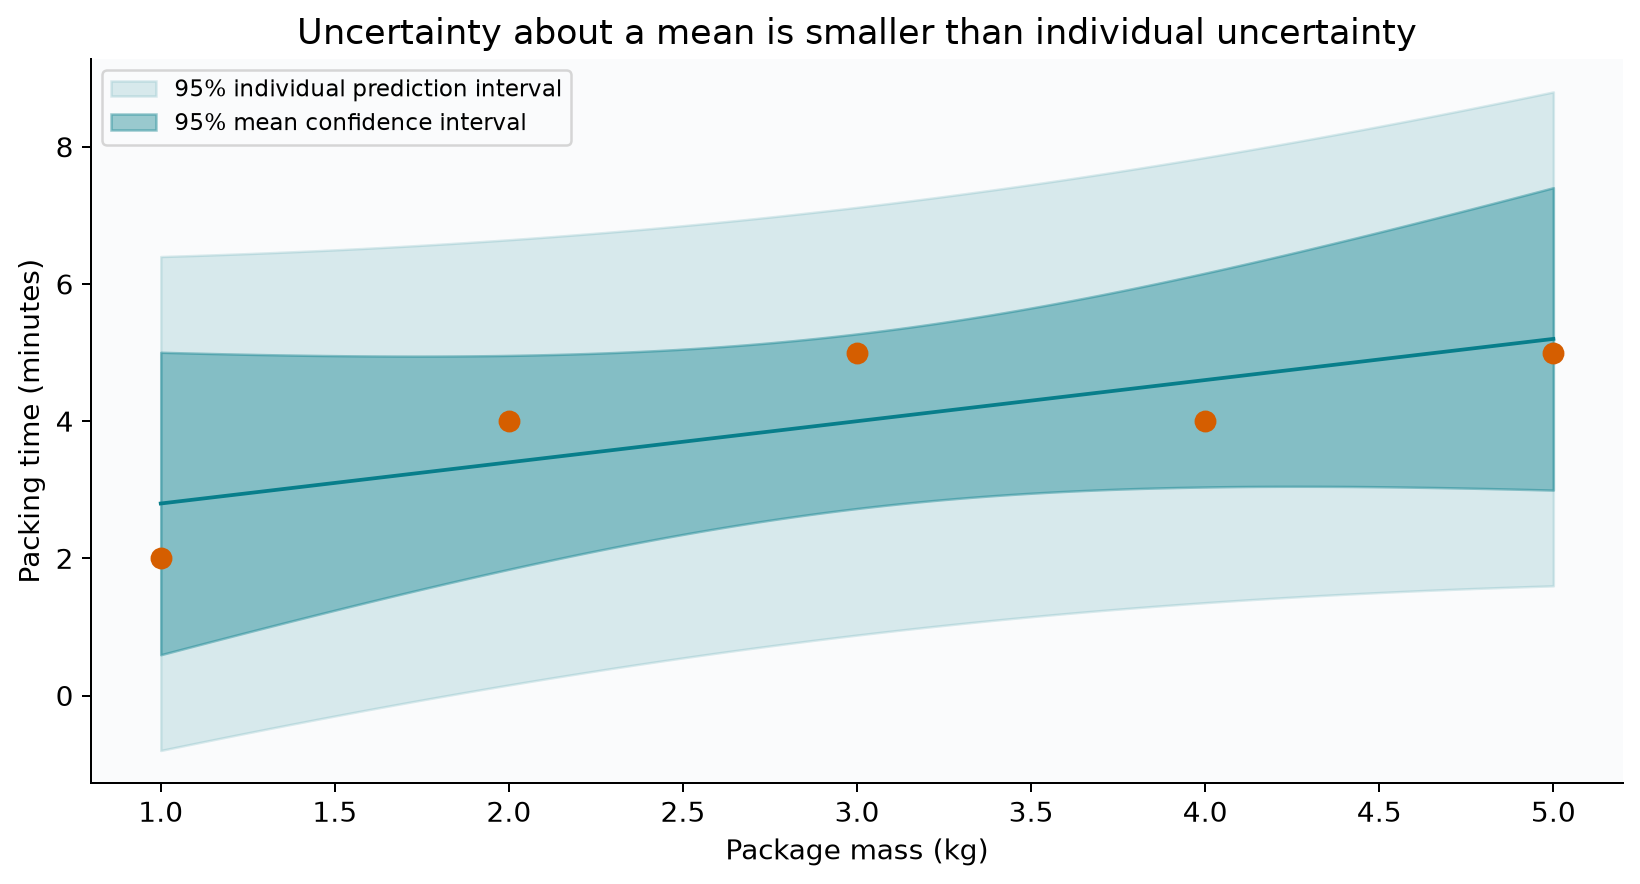 Uncertainty about a mean is smaller than individual uncertainty
95% individual prediction interval
95% mean confidence interval
Packing time (minutes)
8
6
4
2
0
1.0 1.5 2.0 2.5 3.0 3.5 4.0 4.5 5.0
Package mass (kg)